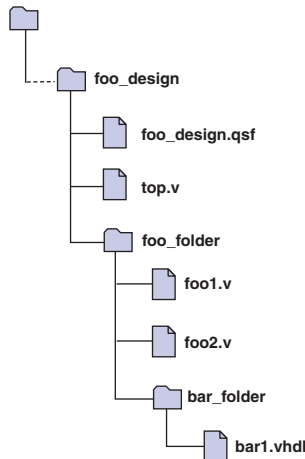 foo_design
foo_design.qsf
top.v
foo_folder
foo1.v
foo2.v
bar_folder
bar1.vhdl